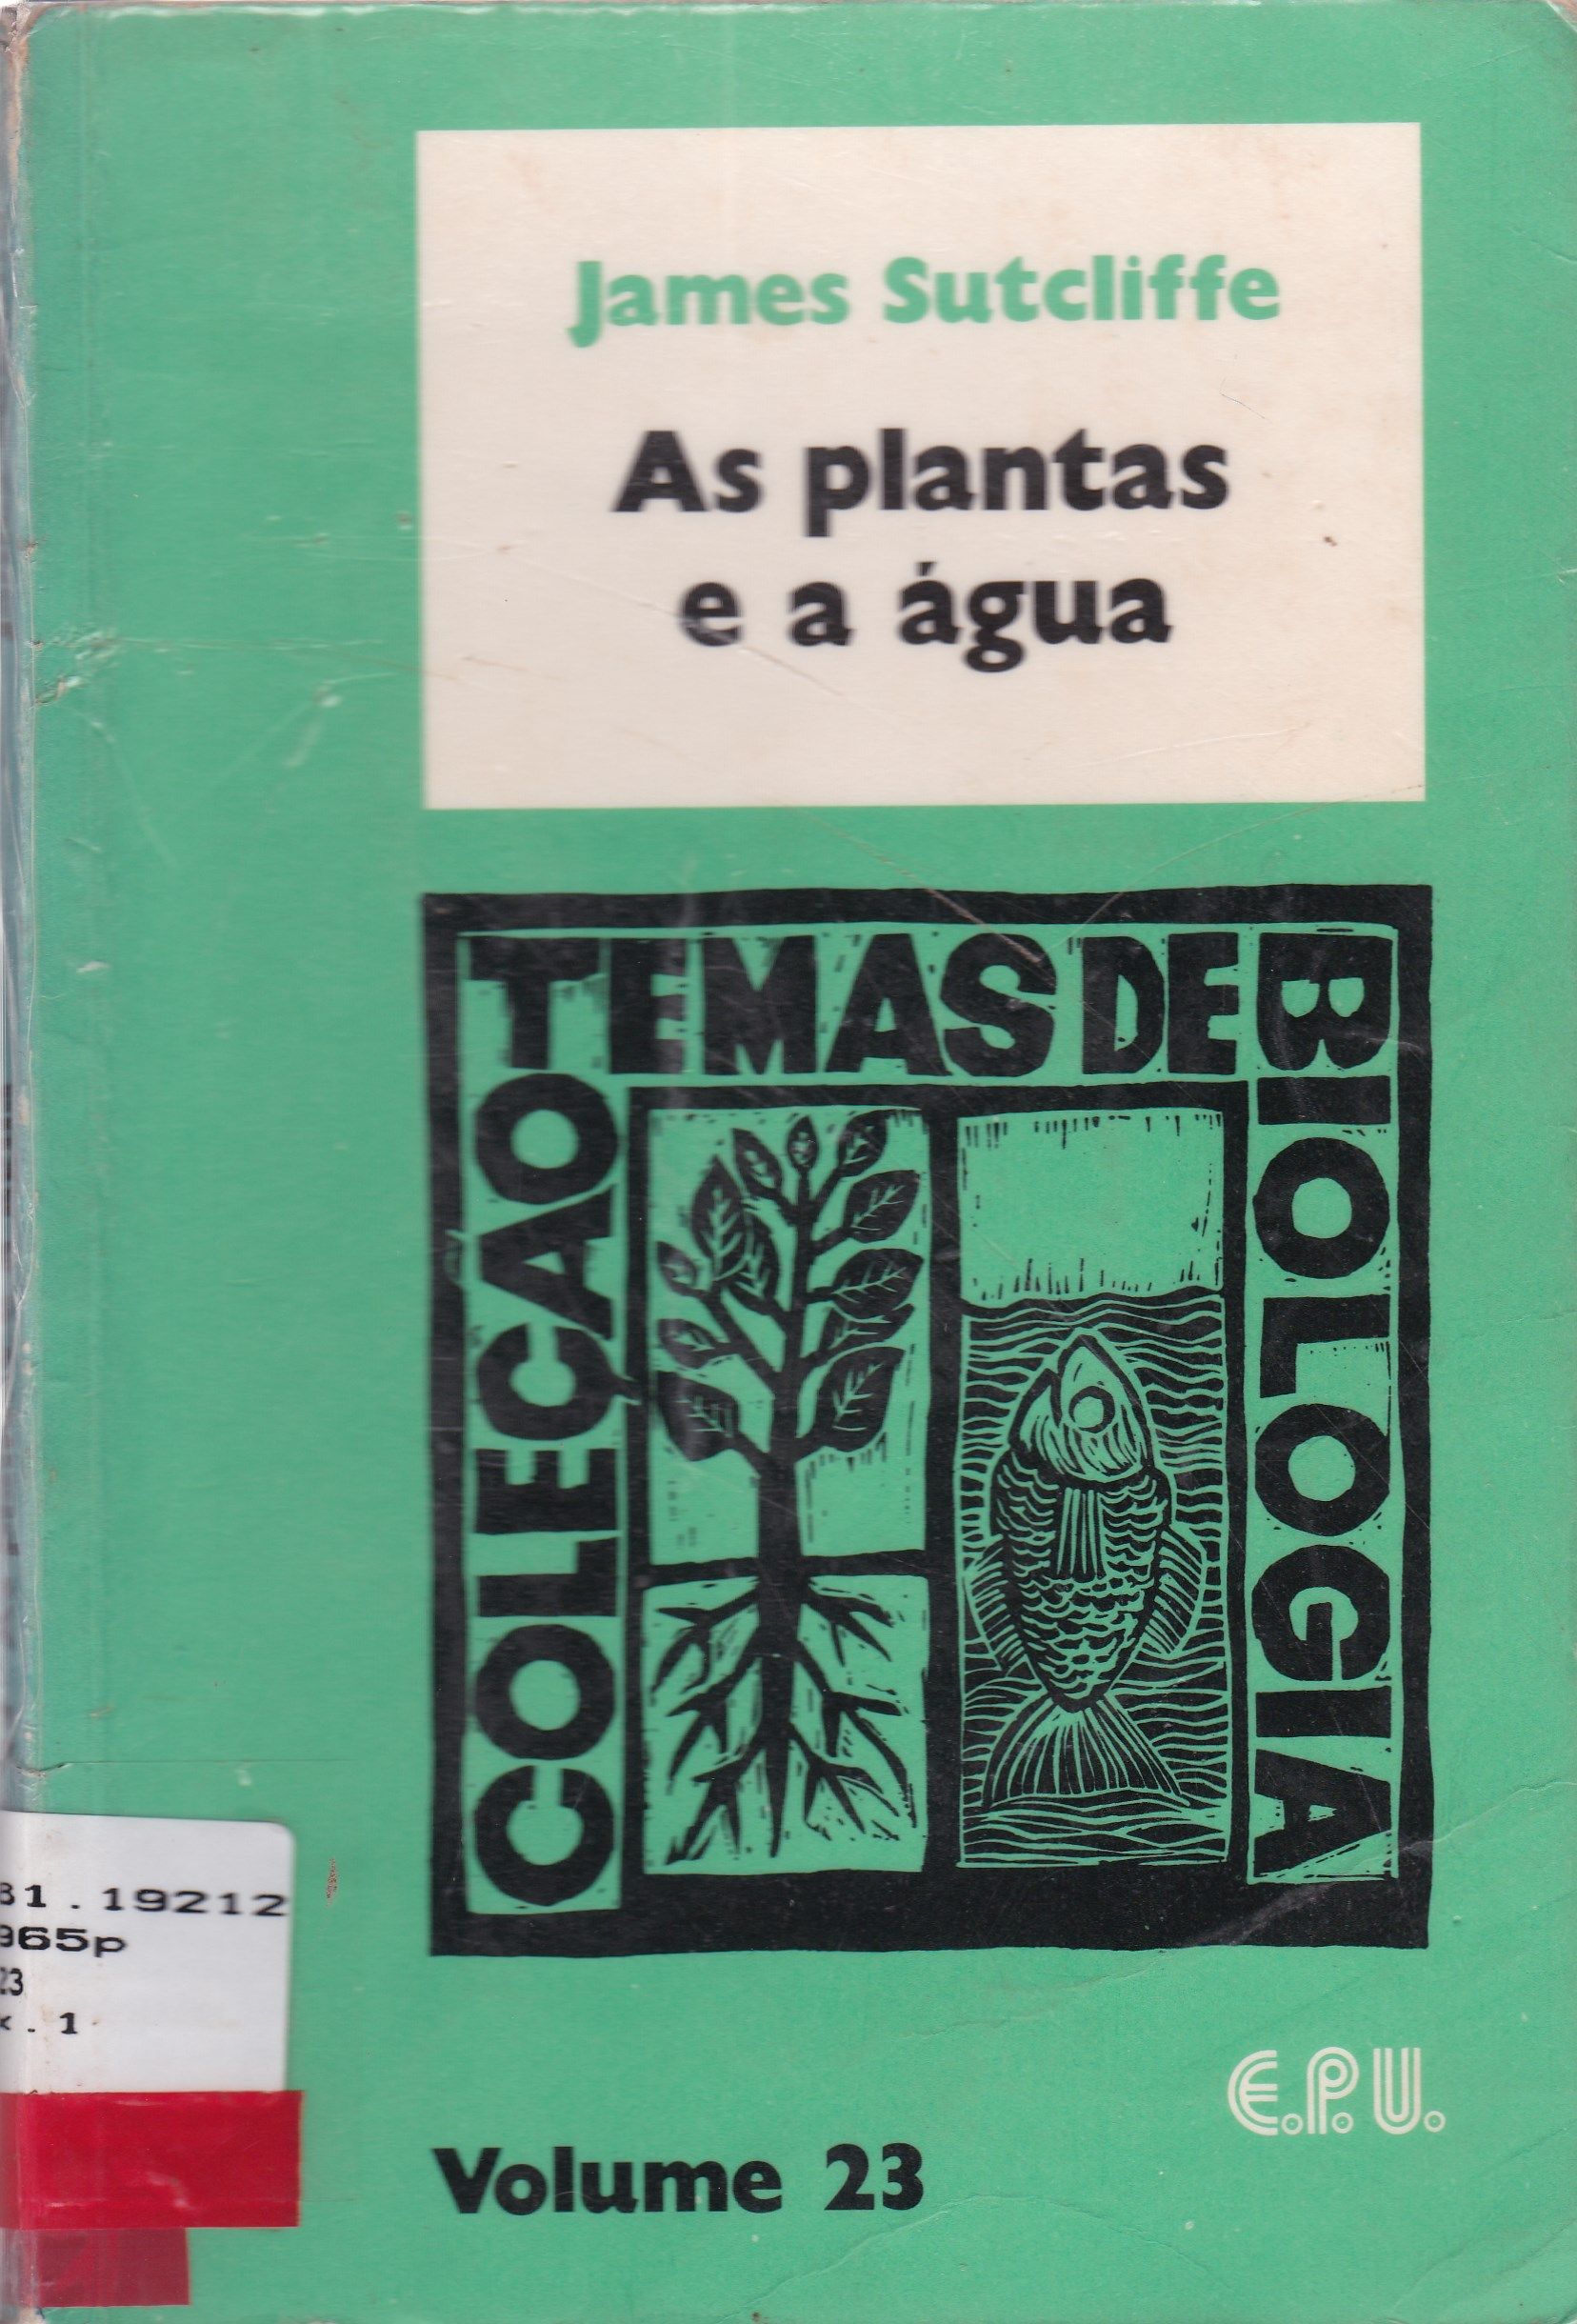 James Sutcliffe
As plantas
e a água
COLEÇÃO
TEMAS DE
BIOLOGIA
81.19212
965p
23
x. 1
E.P.U.
Volume 23